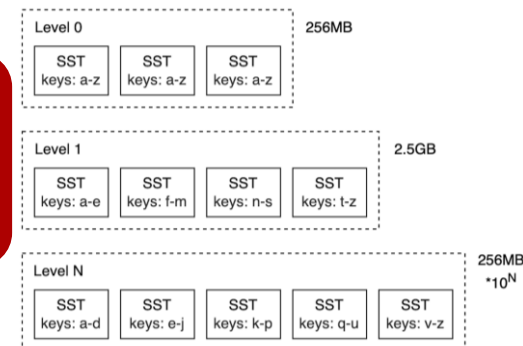 Level 0
256MB
SST SST SST
keys: a-z keys: a-z keys: a-z
Level 1
2.5GB
SST SST SST SST
keys: a-e keys: f-m keys: n-s keys: t-z
Level N
256MB
*10^N
SST SST SST SST SST
keys: a-d keys: e-j keys: k-p keys: q-u keys: v-z